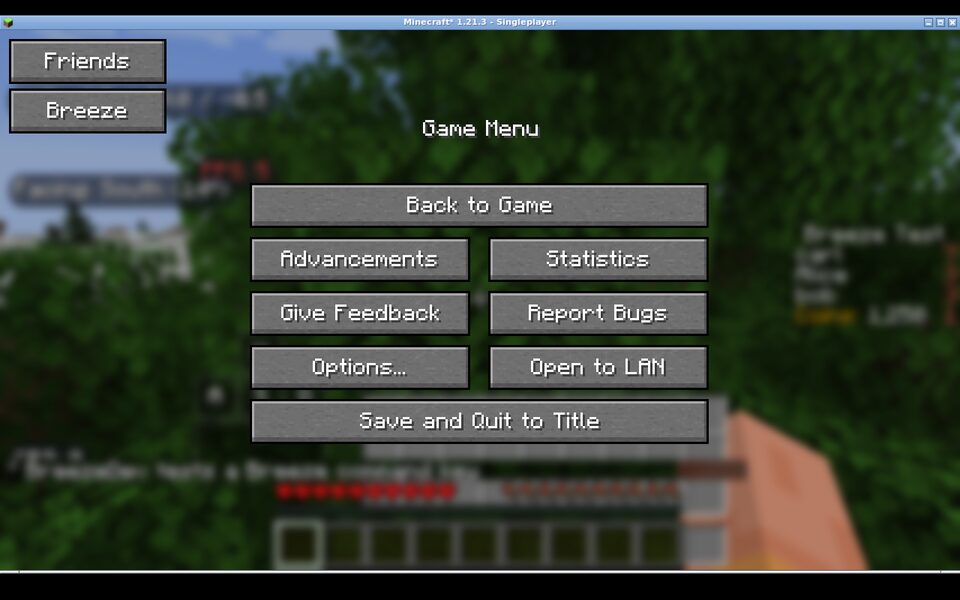 Minecraft* 1.21.3 - Singleplayer
Friends
Breeze
Game Menu
Back to Game
Advancements
Statistics
Give Feedback
Report Bugs
Options...
Open to LAN
Save and Quit to Title